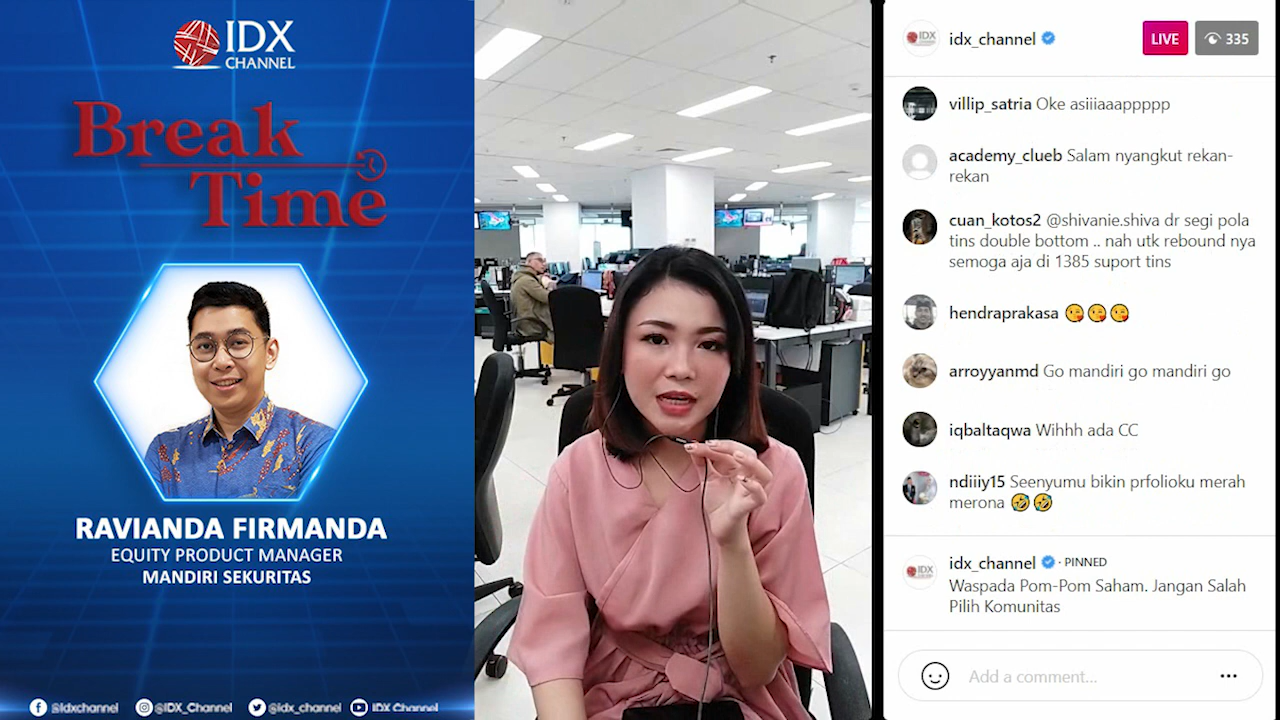 IDX
CHANNEL
Break
Time
RAVIANDA FIRMANDA
EQUITY PRODUCT MANAGER
MANDIRI SEKURITAS
@idxchannel
@IDX_Channel
@idx_channel
IDX Channel
idx_channel
LIVE
335
villip_satria Oke asiiiaaappppp
academy_clueb Salam nyangkut rekan-
rekan
cuan_kotos2 @shivanie.shiva dr segi pola
tins double bottom .. nah utk rebound nya
semoga aja di 1385 suport tins
hendraprakasa 😘😘😘
arroyyanmd Go mandiri go mandiri go
iqbaltaqwa Wihhh ada CC
ndiiiy15 Seenyumu bikin prfolioku merah
merona 🤣🤣
idx_channel · PINNED
Waspada Pom-Pom Saham. Jangan Salah
Pilih Komunitas
Add a comment...